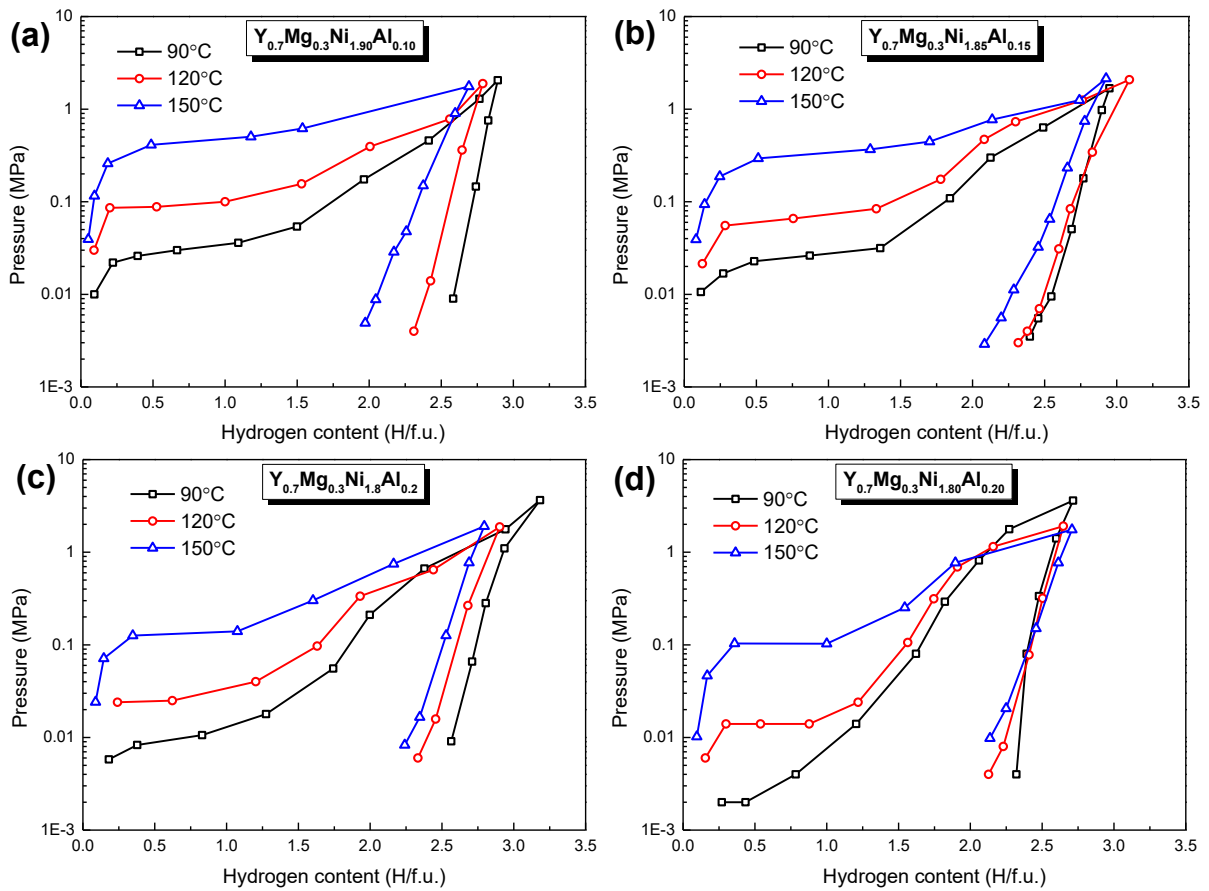 (a)
Y0.7Mg0.3Ni1.90Al0.10
90°C
120°C
150°C
10
1
0.1
0.01
1E-3
Pressure (MPa)
0.0 0.5 1.0 1.5 2.0 2.5 3.0 3.5
Hydrogen content (H/f.u.)
(b)
Y0.7Mg0.3Ni1.85Al0.15
90°C
120°C
150°C
10
1
0.1
0.01
1E-3
Pressure (MPa)
0.0 0.5 1.0 1.5 2.0 2.5 3.0 3.5
Hydrogen content (H/f.u.)
(c)
Y0.7Mg0.3Ni1.8Al0.2
90°C
120°C
150°C
10
1
0.1
0.01
1E-3
Pressure (MPa)
0.0 0.5 1.0 1.5 2.0 2.5 3.0 3.5
Hydrogen content (H/f.u.)
(d)
Y0.7Mg0.3Ni1.80Al0.20
90°C
120°C
150°C
10
1
0.1
0.01
1E-3
Pressure (MPa)
0.0 0.5 1.0 1.5 2.0 2.5 3.0 3.5
Hydrogen content (H/f.u.)